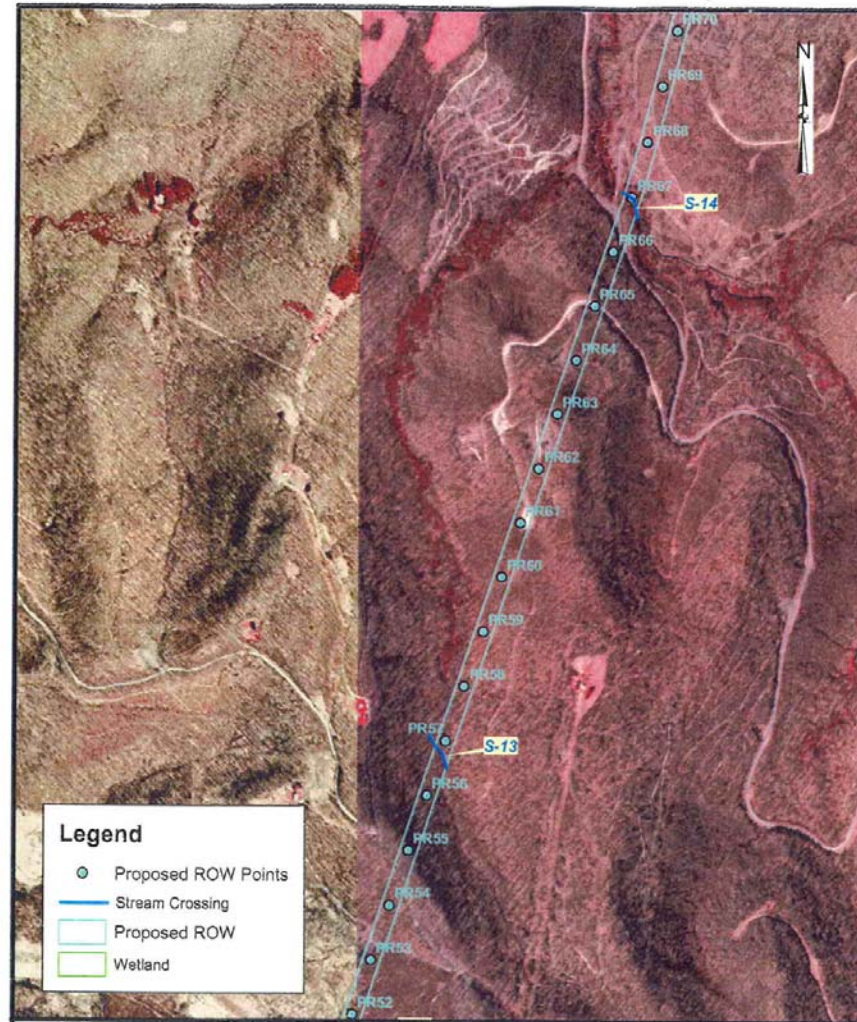 PR70
N
PR69
PR68
PR67
S-14
PR66
PR65
PR64
PR63
PR62
PR61
PR60
PR59
PR58
PR57
S-13
PR56
PR55
PR54
PR53
PR52
Legend
Proposed ROW Points
Stream Crossing
Proposed ROW
Wetland